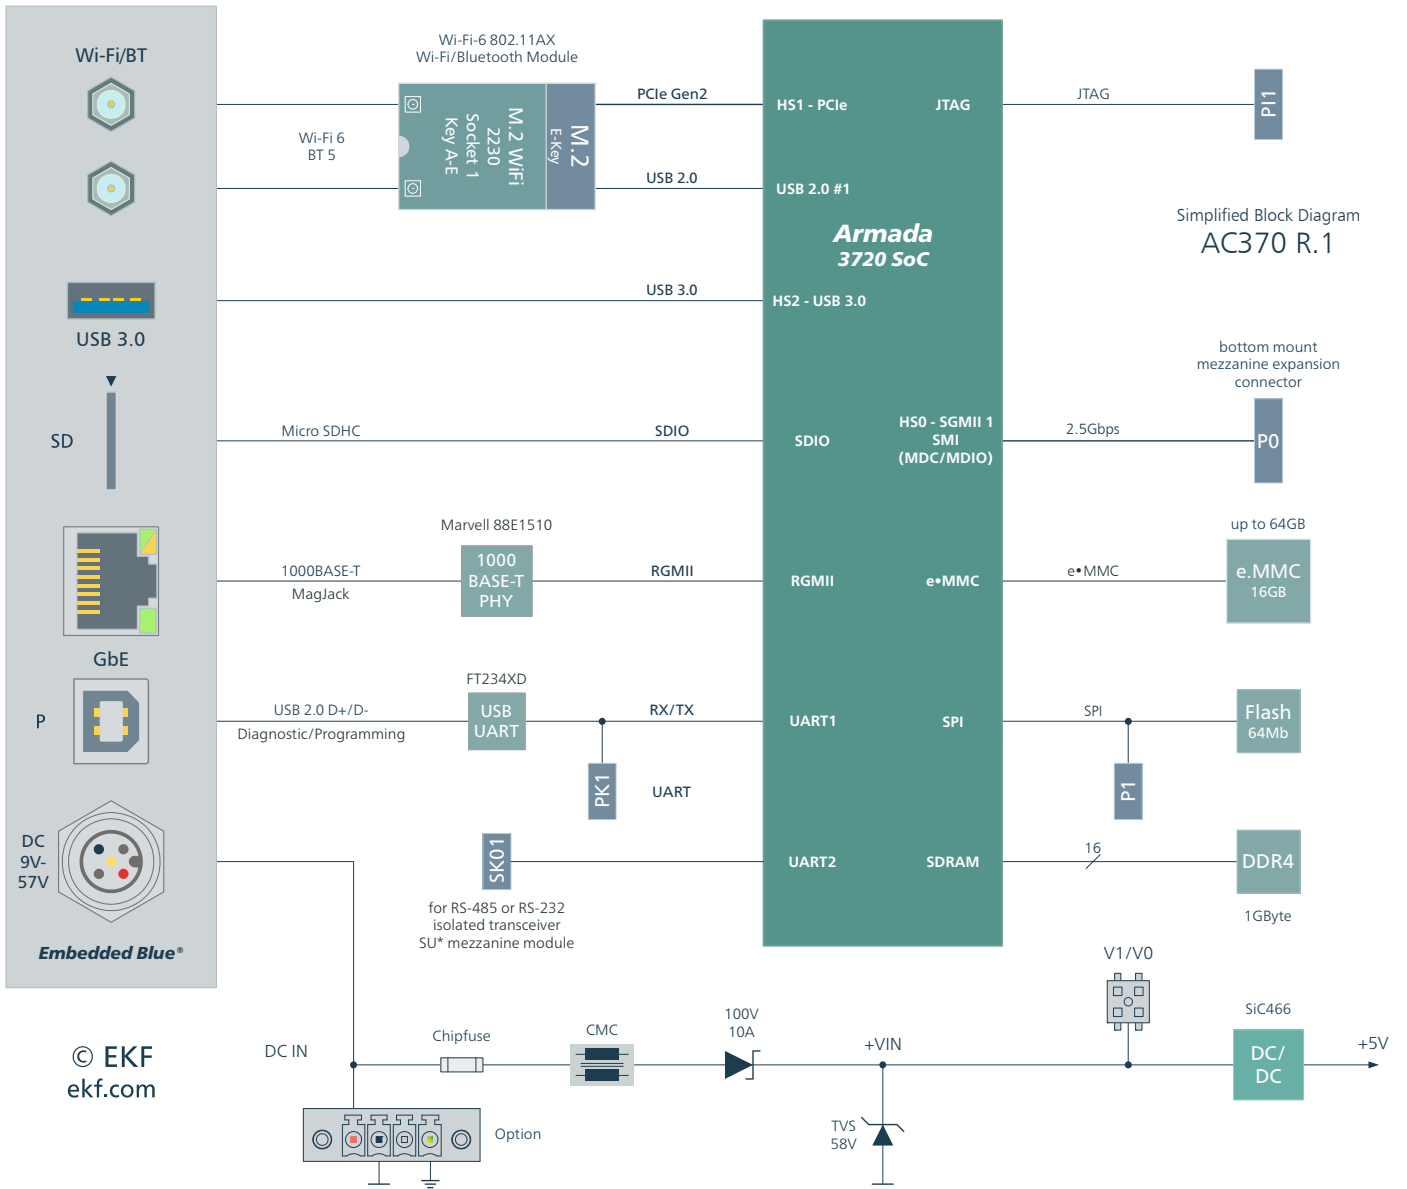 Wi-Fi/BT
Wi-Fi-6 802.11AX
Wi-Fi/Bluetooth Module
Wi-Fi 6
BT 5
M.2 WiFi
2230
Socket 1
Key A-E
M.2
E-Key
PCIe Gen2
USB 2.0
HS1 - PCIe
JTAG
USB 2.0 #1
Armada
3720 SoC
JTAG
PI1
Simplified Block Diagram
AC370 R.1
USB 3.0
USB 3.0
HS2 - USB 3.0
SD
Micro SDHC
SDIO
SDIO
HS0 - SGMII 1
SMI
(MDC/MDIO)
2.5Gbps
bottom mount
mezzanine expansion
connector
P0
GbE
1000BASE-T
MagJack
Marvell 88E1510
1000
BASE-T
PHY
RGMII
RGMII
e•MMC
e•MMC
up to 64GB
e.MMC
16GB
P
USB 2.0 D+/D-
Diagnostic/Programming
FT234XD
USB
UART
RX/TX
PK1
UART
UART1
SPI
SPI
P1
Flash
64Mb
DC
9V-
57V
SK01
for RS-485 or RS-232
isolated transceiver
SU* mezzanine module
UART2
SDRAM
16
DDR4
1GByte
Embedded Blue®
© EKF
ekf.com
DC IN
Chipfuse
CMC
100V
10A
+VIN
TVS
58V
V1/V0
SiC466
DC/
DC
+5V
Option